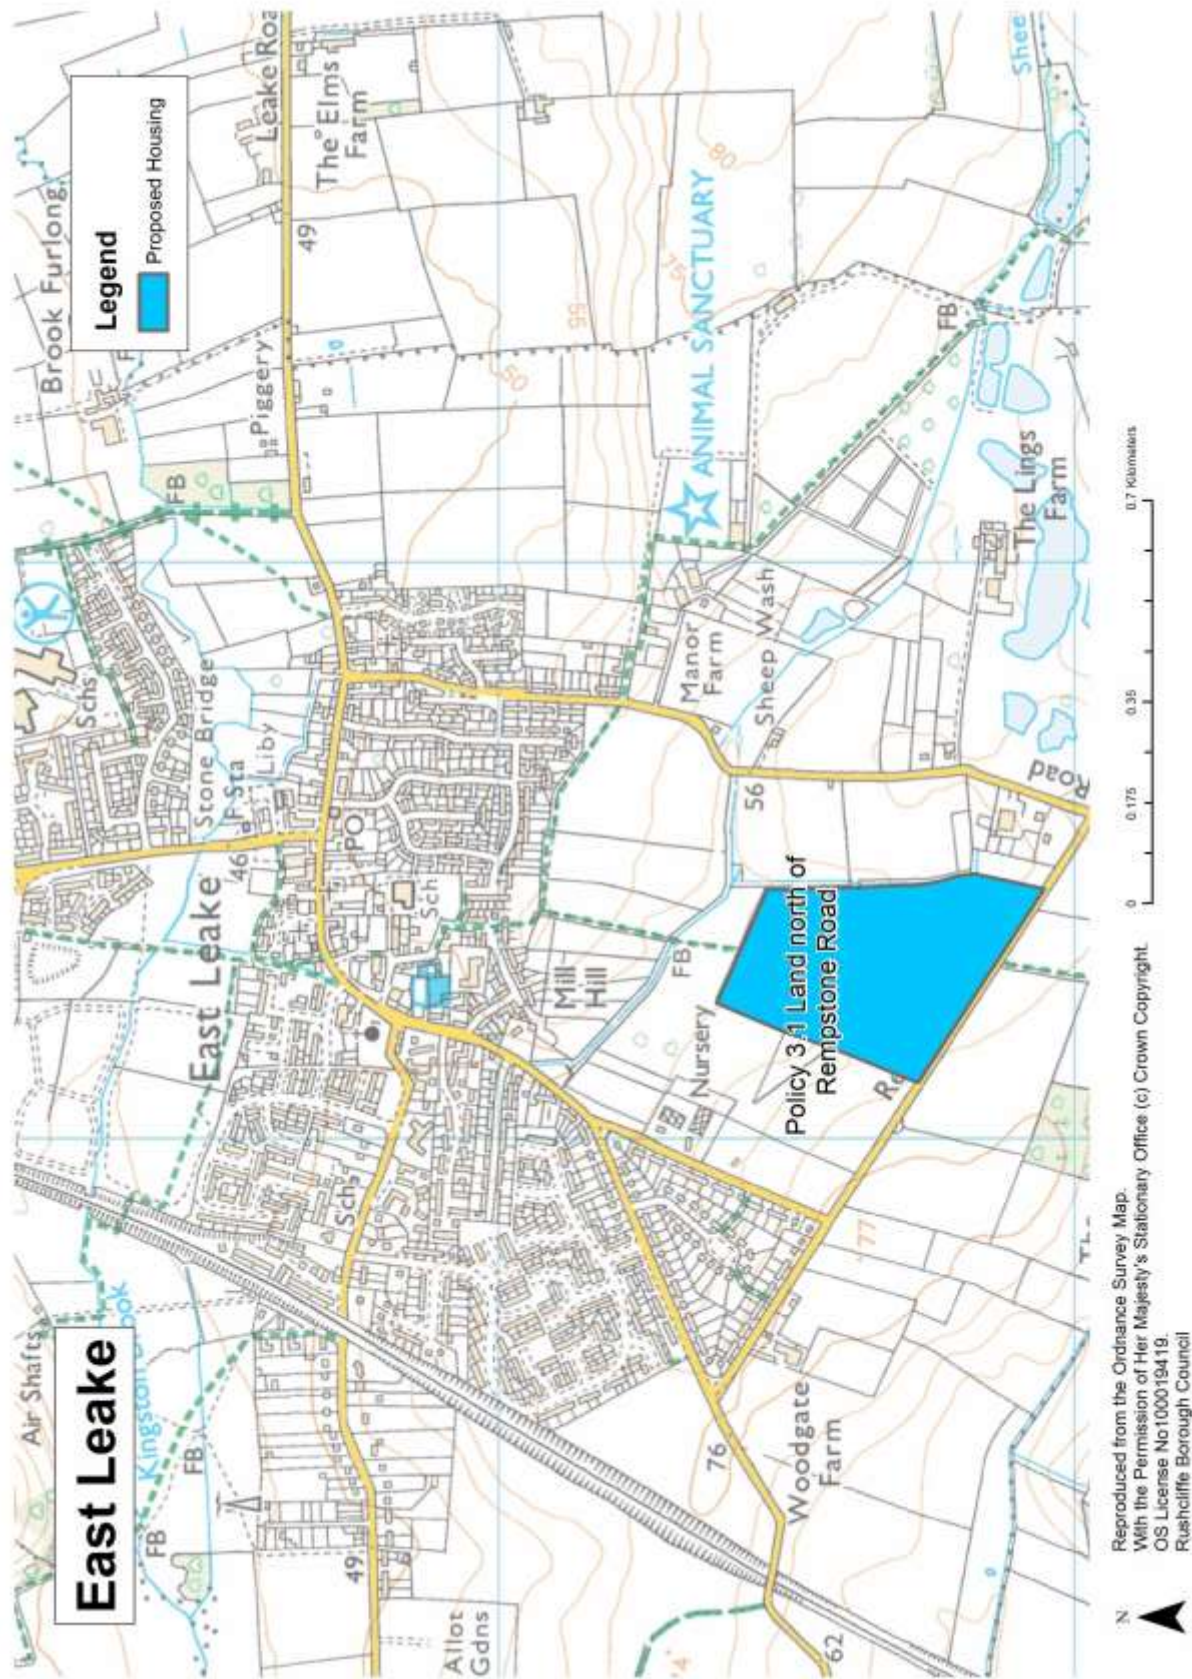 East Leake
Legend
Proposed Housing
Air Shafts
Kingston Brook
FB
FB
Schs
Stone Bridge
F Sta
Liby
East Leake
46
FB
Brook Furlong
Piggery
Leake Roa
49
The Elms
Farm
49
Sch
PO
Sch
50
55
75
80
ANIMAL SANCTUARY
Shee
Allot
Gdns
Mill
Hill
Manor
Farm
Sheep Wash
FB
FB
Nursery
56
76
Woodgate
Farm
77
62
Policy 3.1 Land north of
Rempstone Road
Road
The Lings
Farm
N
Reproduced from the Ordnance Survey Map.
With the Permission of Her Majesty's Stationary Office (c) Crown Copyright.
OS License No100019419.
Rushcliffe Borough Council
0
0.175
0.35
0.7 Kilometers